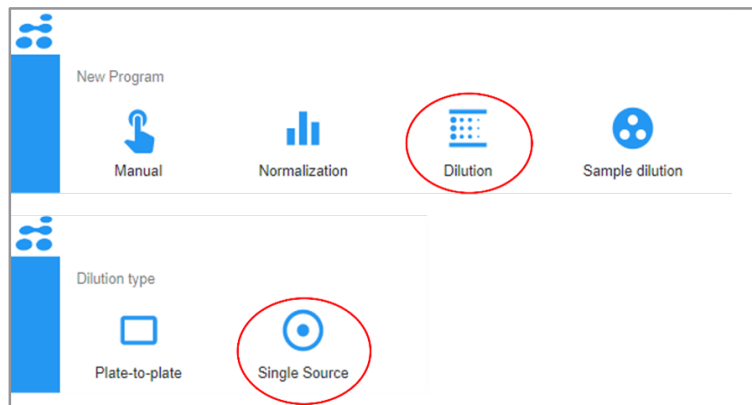 New Program
Manual Normalization Dilution Sample dilution
Dilution type
Plate-to-plate Single Source